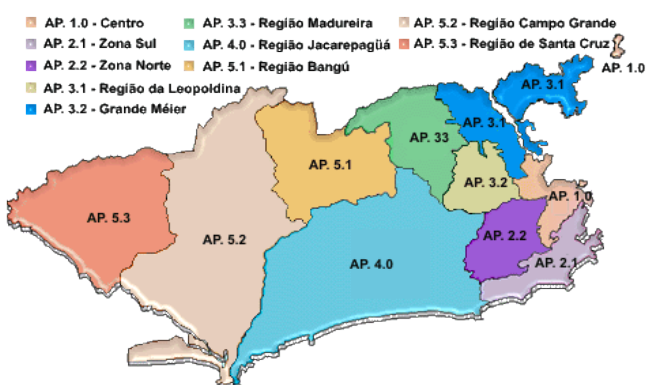 AP. 1.0 - Centro
AP. 2.1 - Zona Sul
AP. 2.2 - Zona Norte
AP. 3.1 - Região da Leopoldina
AP. 3.2 - Grande Méier
AP. 3.3 - Região Madureira
AP. 4.0 - Região Jacarepagüá
AP. 5.1 - Região Bangú
AP. 5.2 - Região Campo Grande
AP. 5.3 - Região de Santa Cruz
AP. 1.0
AP. 3.1
AP. 3.1
AP. 33
AP. 5.1
AP. 3.2
AP. 1.0
AP. 5.3
AP. 5.2
AP. 2.2
AP. 4.0
AP. 2.1